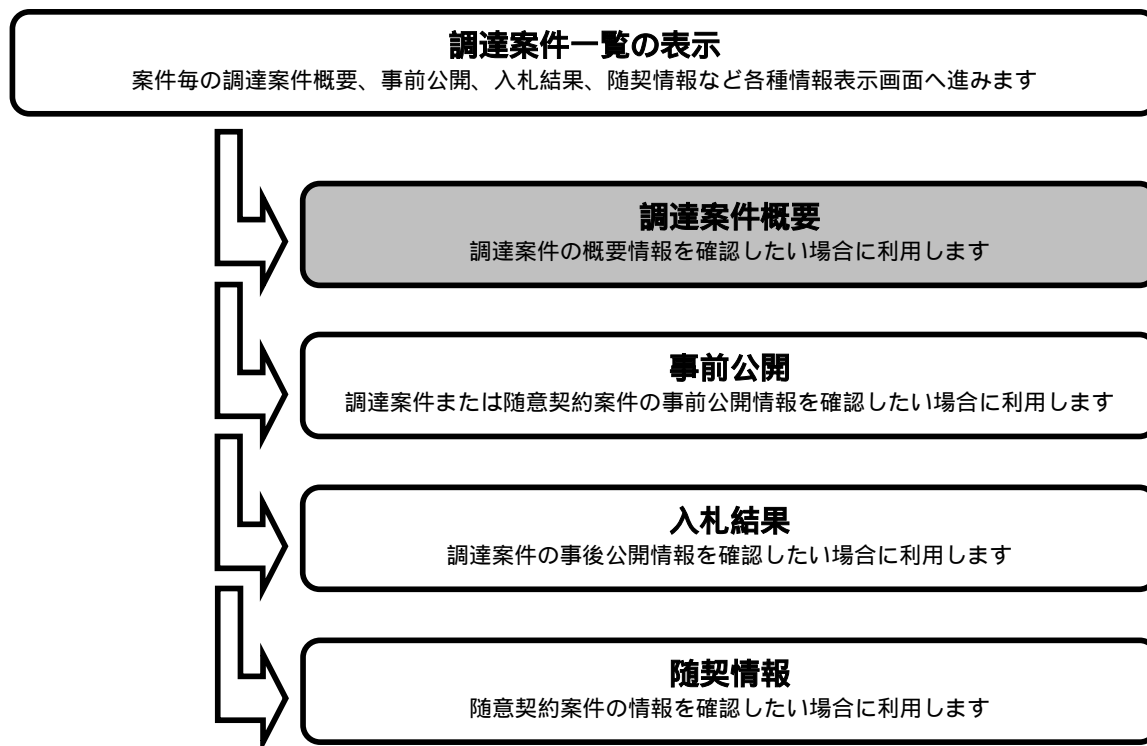 調達案件一覧の表示
案件毎の調達案件概要、事前公開、入札結果、随契情報など各種情報表示画面へ進みます
調達案件概要
調達案件の概要情報を確認したい場合に利用します
事前公開
調達案件または随意契約案件の事前公開情報を確認したい場合に利用します
入札結果
調達案件の事後公開情報を確認したい場合に利用します
随契情報
随意契約案件の情報を確認したい場合に利用します